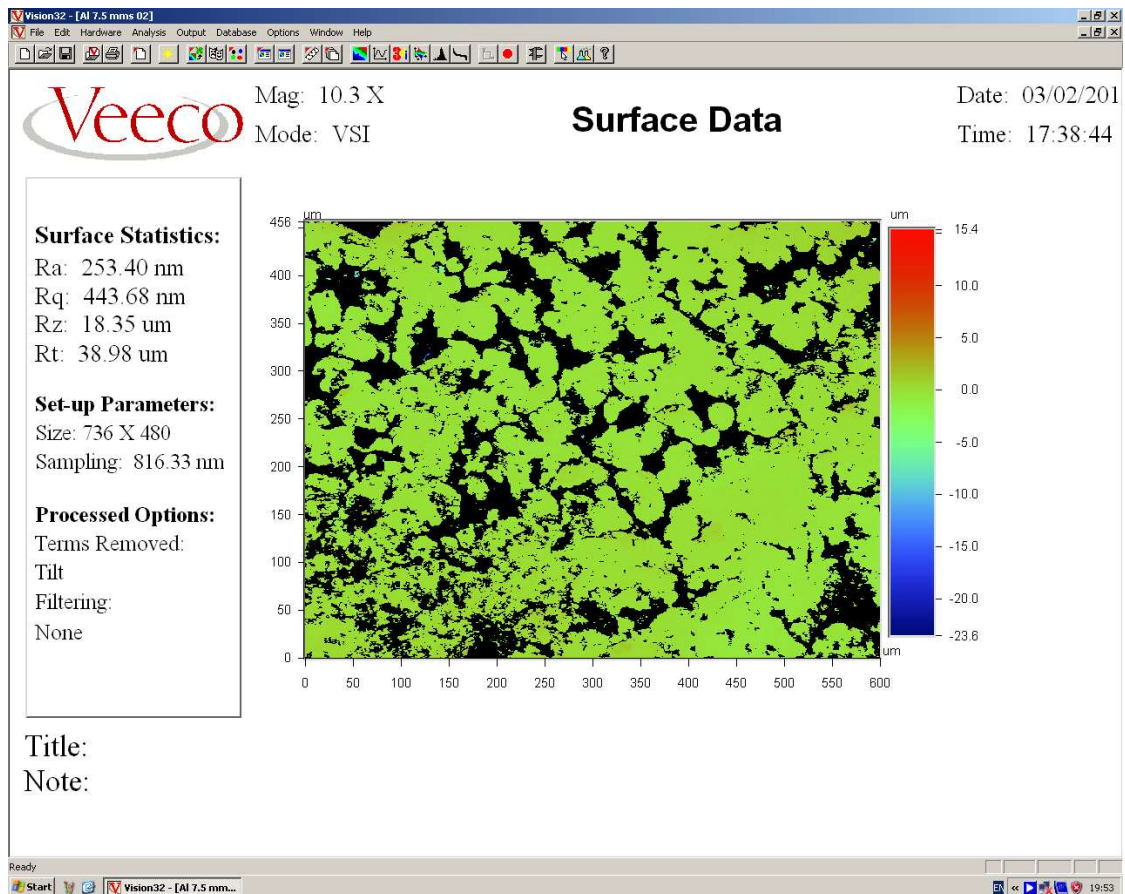 Vision32 - [Al 7.5 mms 02]
File Edit Hardware Analysis Output Database Options Window Help
Veeco
Mag: 10.3 X
Mode: VSI
Surface Data
Date: 03/02/201
Time: 17:38:44
Surface Statistics:
Ra: 253.40 nm
Rq: 443.68 nm
Rz: 18.35 um
Rt: 38.98 um
Set-up Parameters:
Size: 736 X 480
Sampling: 816.33 nm
Processed Options:
Terms Removed:
Tilt
Filtering:
None
um
456
400
350
300
250
200
150
100
50
0
0 50 100 150 200 250 300 350 400 450 500 550 600
um
um
15.4
10.0
5.0
0.0
-5.0
-10.0
-15.0
-20.0
-23.6
Title:
Note:
Ready
Start
Vision32 - [Al 7.5 mm...
EN
19:53